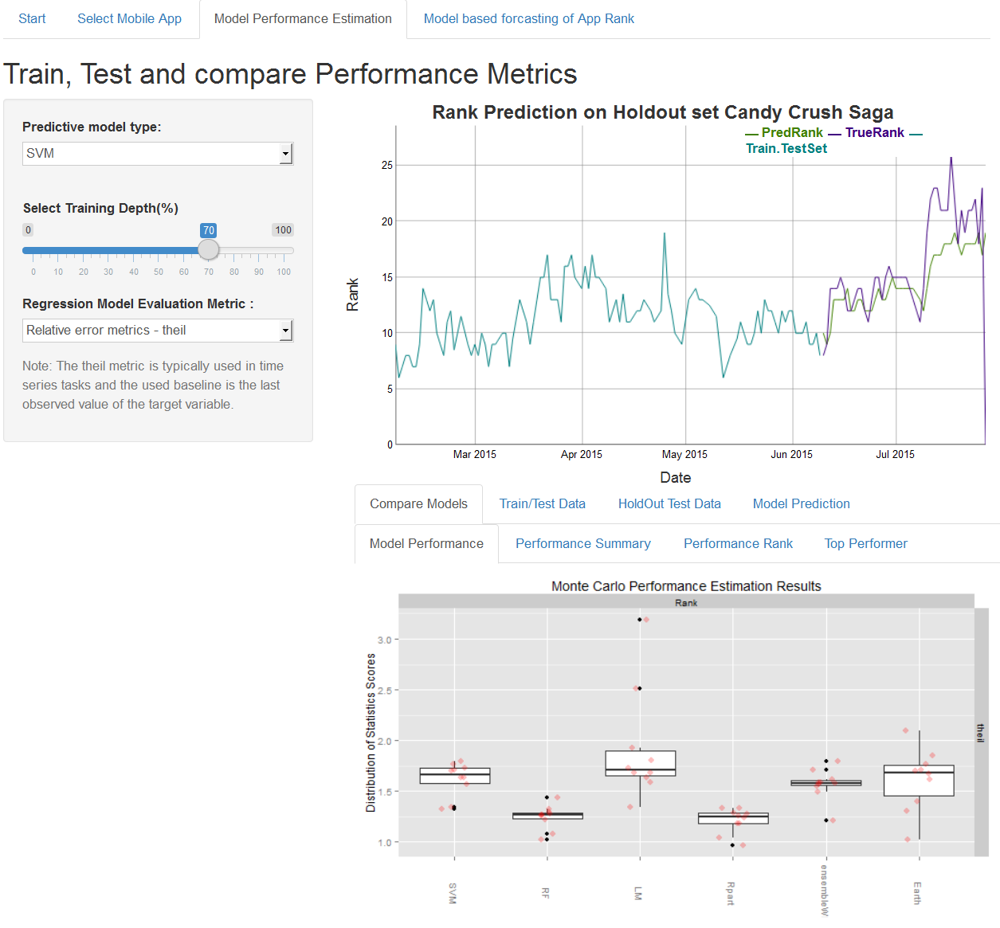 Start Select Mobile App Model Performance Estimation Model based forcasting of App Rank
Train, Test and compare Performance Metrics
Predictive model type:
SVM
Select Training Depth(%)
0 70 100
0 10 20 30 40 50 60 70 80 90 100
Regression Model Evaluation Metric :
Relative error metrics - theil
Note: The theil metric is typically used in time
series tasks and the used baseline is the last
observed value of the target variable.
Rank Prediction on Holdout set Candy Crush Saga
PredRank TrueRank
Train.TestSet
Rank
25
20
15
10
5
0
Mar 2015 Apr 2015 May 2015 Jun 2015 Jul 2015
Date
Compare Models Train/Test Data HoldOut Test Data Model Prediction
Model Performance Performance Summary Performance Rank Top Performer
Monte Carlo Performance Estimation Results
Rank
Distribution of Statistics Scores
3.0
2.5
2.0
1.5
1.0
theil
SVM RF LM Rpart ensembleW Earth